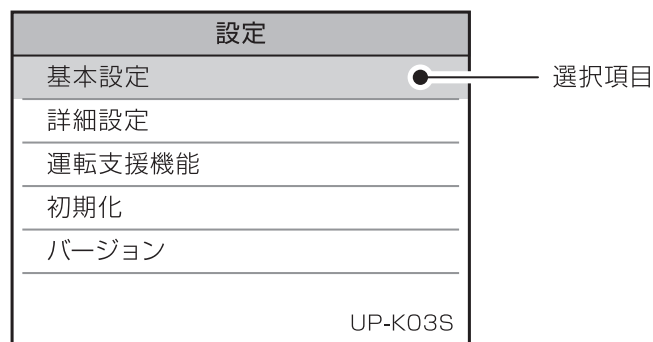 設定
基本設定
選択項目
詳細設定
運転支援機能
初期化
バージョン
UP-K03S